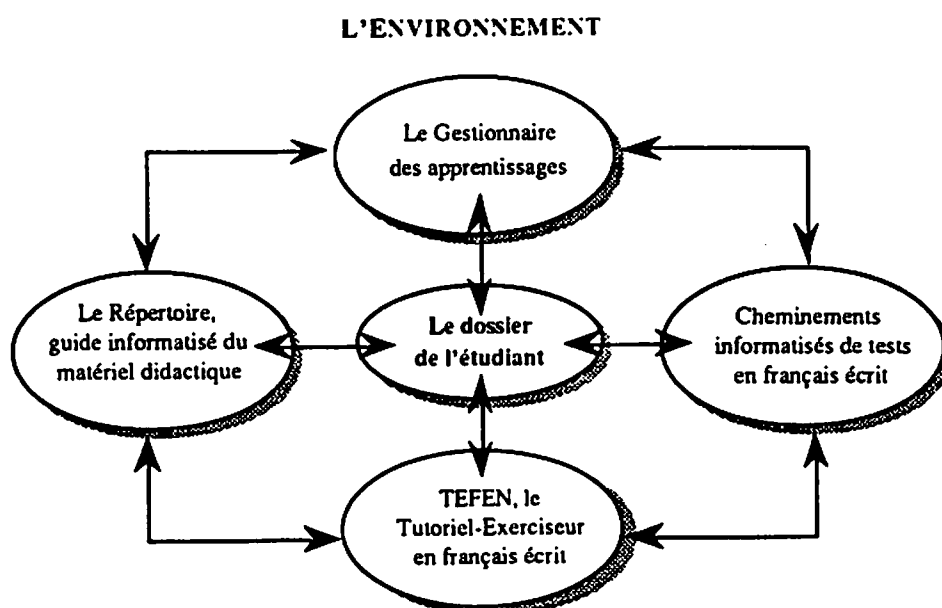 L'ENVIRONNEMENT
Le Gestionnaire
des apprentissages
Le Répertoire,
guide informatisé du
matériel didactique
Le dossier
de l'étudiant
Cheminements
informatisés de tests
en français écrit
TEFEN, le
Tutoriel-Exerciseur
en français écrit